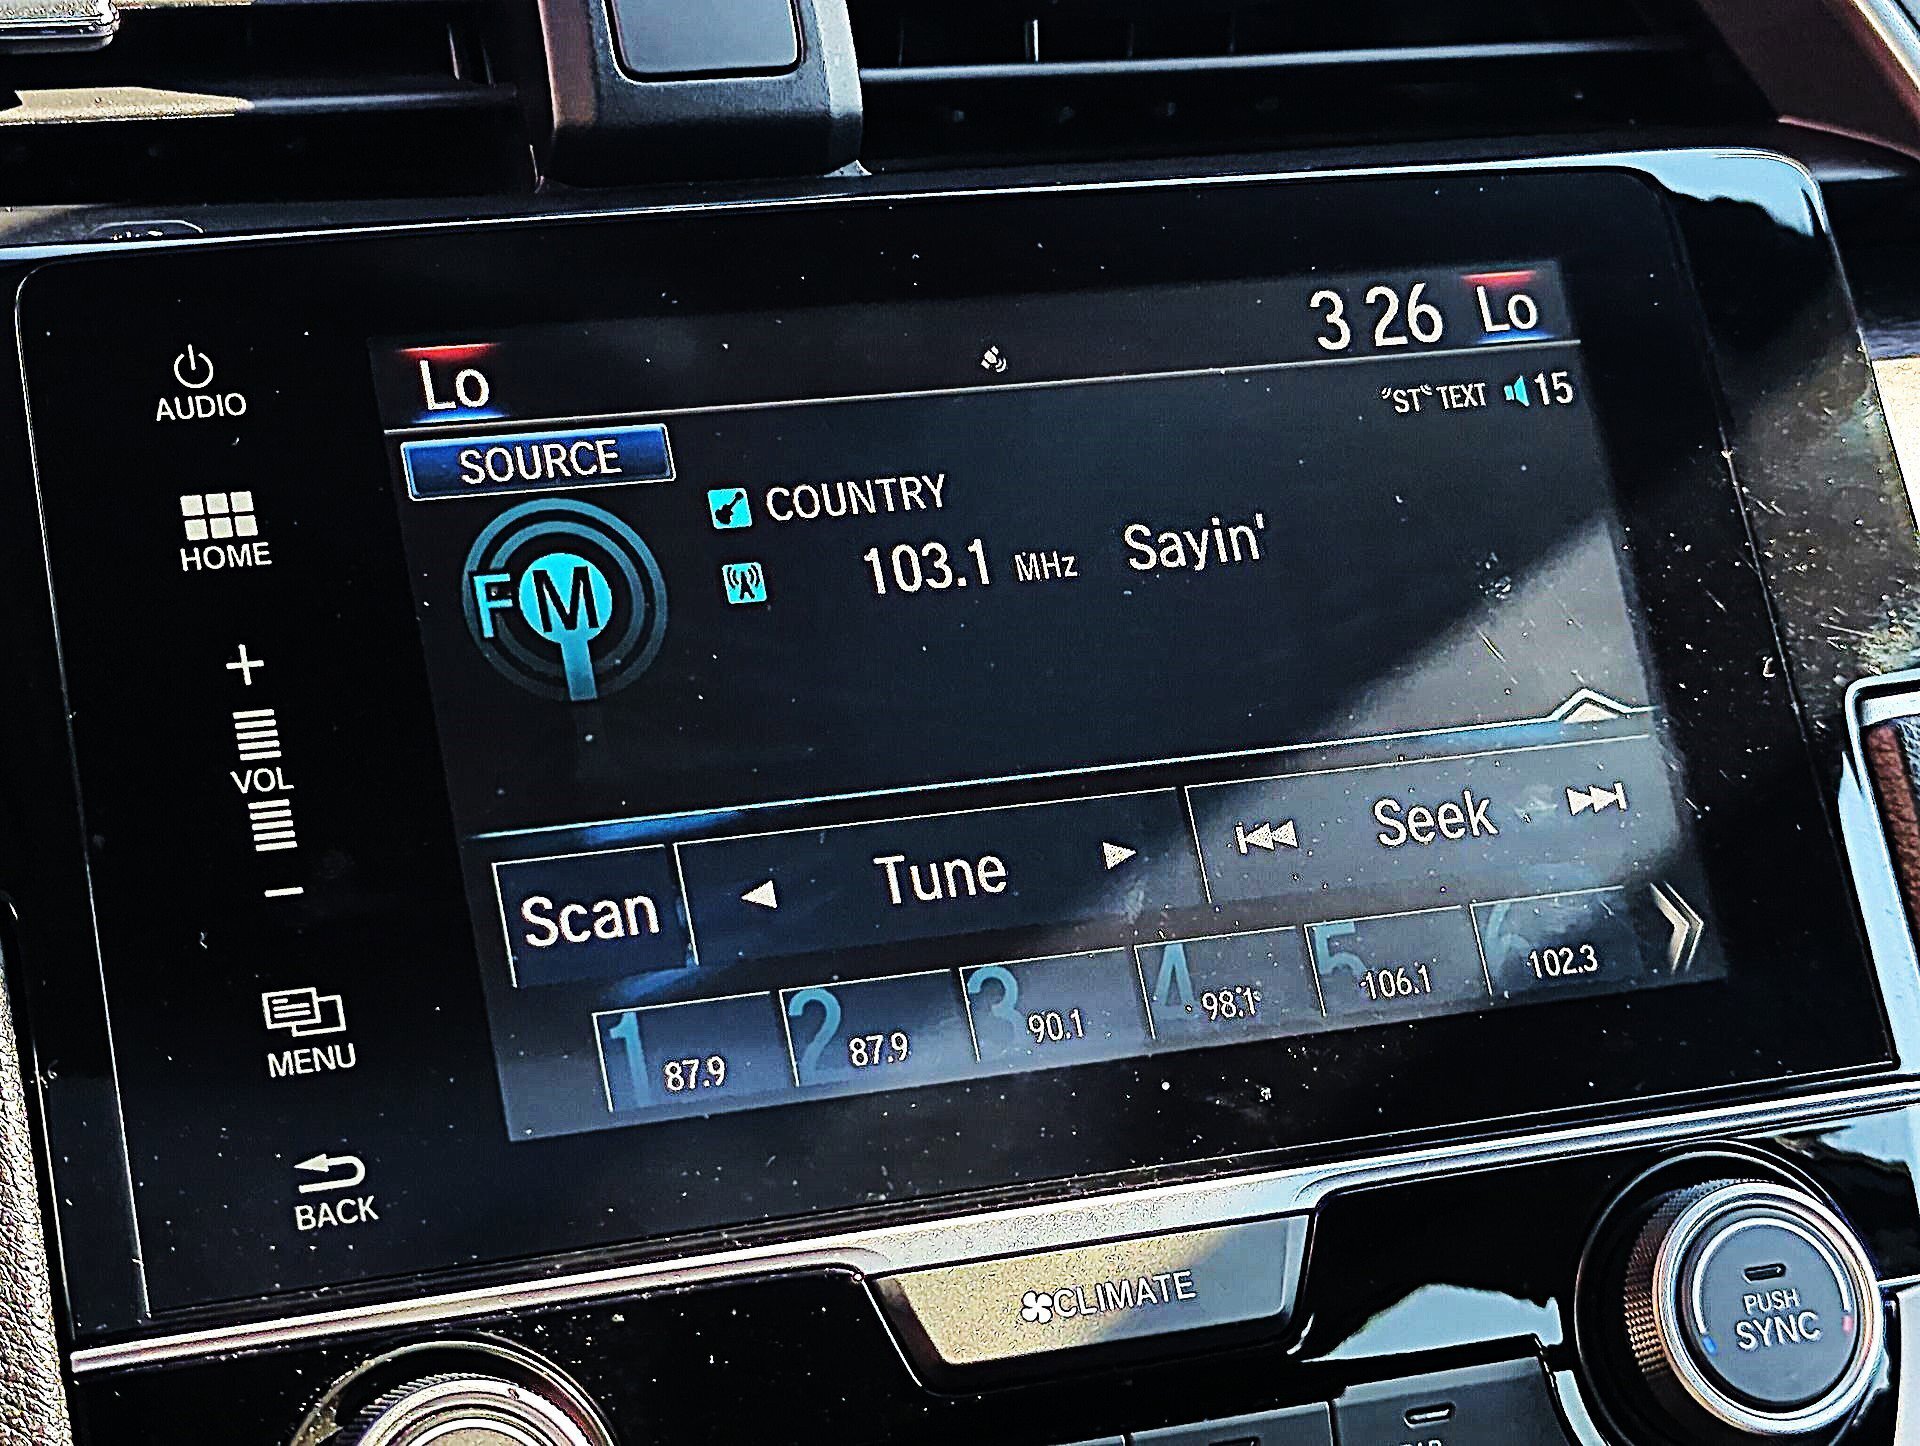 Lo
3 26 Lo
"ST" TEXT 15
AUDIO
SOURCE
COUNTRY
FM
103.1 MHz Sayin'
HOME
+
VOL
−
Scan
Tune
Seek
1 87.9
2 87.9
3 90.1
4 98.1
5 106.1
6 102.3
MENU
BACK
CLIMATE
PUSH
SYNC